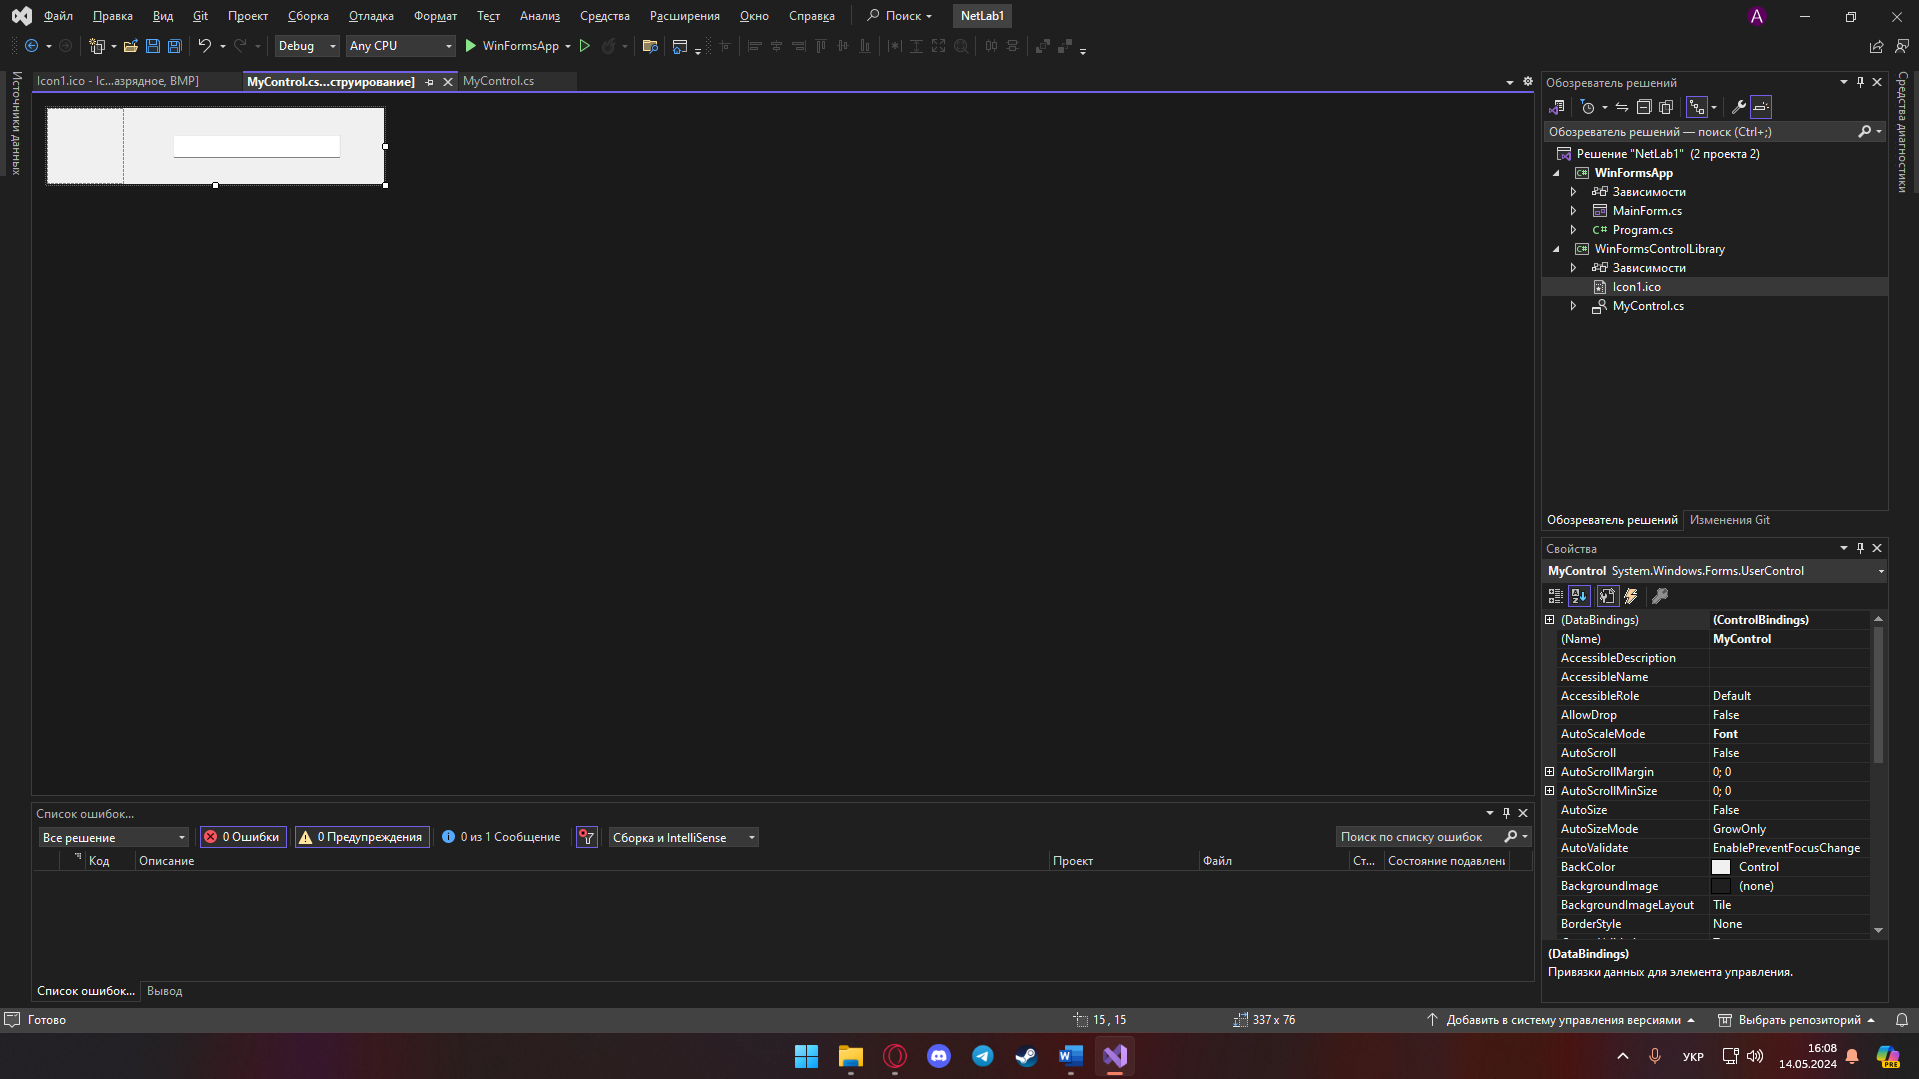 Файл Правка Вид Git Проект Сборка Отладка Формат Тест Анализ Средства Расширения Окно Справка Поиск NetLab1
A
Debug Any CPU WinFormsApp
Источники данных
Icon1.ico - Ic...азрядное, BMP] MyControl.cs...струирование] MyControl.cs
Обозреватель решений
Обозреватель решений — поиск (Ctrl+;)
Решение "NetLab1" (2 проекта 2)
WinFormsApp
Зависимости
MainForm.cs
Program.cs
WinFormsControlLibrary
Зависимости
Icon1.ico
MyControl.cs
Средства диагностики
Обозреватель решений Изменения Git
Свойства
MyControl System.Windows.Forms.UserControl
(DataBindings) (ControlBindings)
(Name) MyControl
AccessibleDescription
AccessibleName
AccessibleRole Default
AllowDrop False
AutoScaleMode Font
AutoScroll False
AutoScrollMargin 0; 0
AutoScrollMinSize 0; 0
AutoSize False
AutoSizeMode GrowOnly
AutoValidate EnablePreventFocusChange
BackColor Control
BackgroundImage (none)
BackgroundImageLayout Tile
BorderStyle None
(DataBindings)
Привязки данных для элемента управления.
Список ошибок...
Все решение 0 Ошибки 0 Предупреждения 0 из 1 Сообщение Сборка и IntelliSense Поиск по списку ошибок
Код Описание Проект Файл Ст... Состояние подавлени
Список ошибок... Вывод
Готово 15 , 15 337 x 76 Добавить в систему управления версиями Выбрать репозиторий
УКР 16:08
14.05.2024
PRE